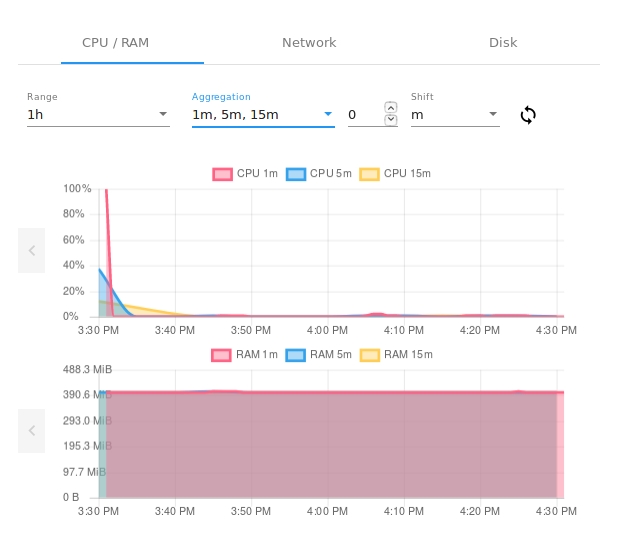 CPU / RAM Network Disk
Range Aggregation Shift
1h 1m, 5m, 15m 0 m
CPU 1m CPU 5m CPU 15m
100%
80%
60%
40%
20%
0%
3:30 PM 3:40 PM 3:50 PM 4:00 PM 4:10 PM 4:20 PM 4:30 PM
RAM 1m RAM 5m RAM 15m
488.3 MiB
390.6 MiB
293.0 MiB
195.3 MiB
97.7 MiB
0 B
3:30 PM 3:40 PM 3:50 PM 4:00 PM 4:10 PM 4:20 PM 4:30 PM